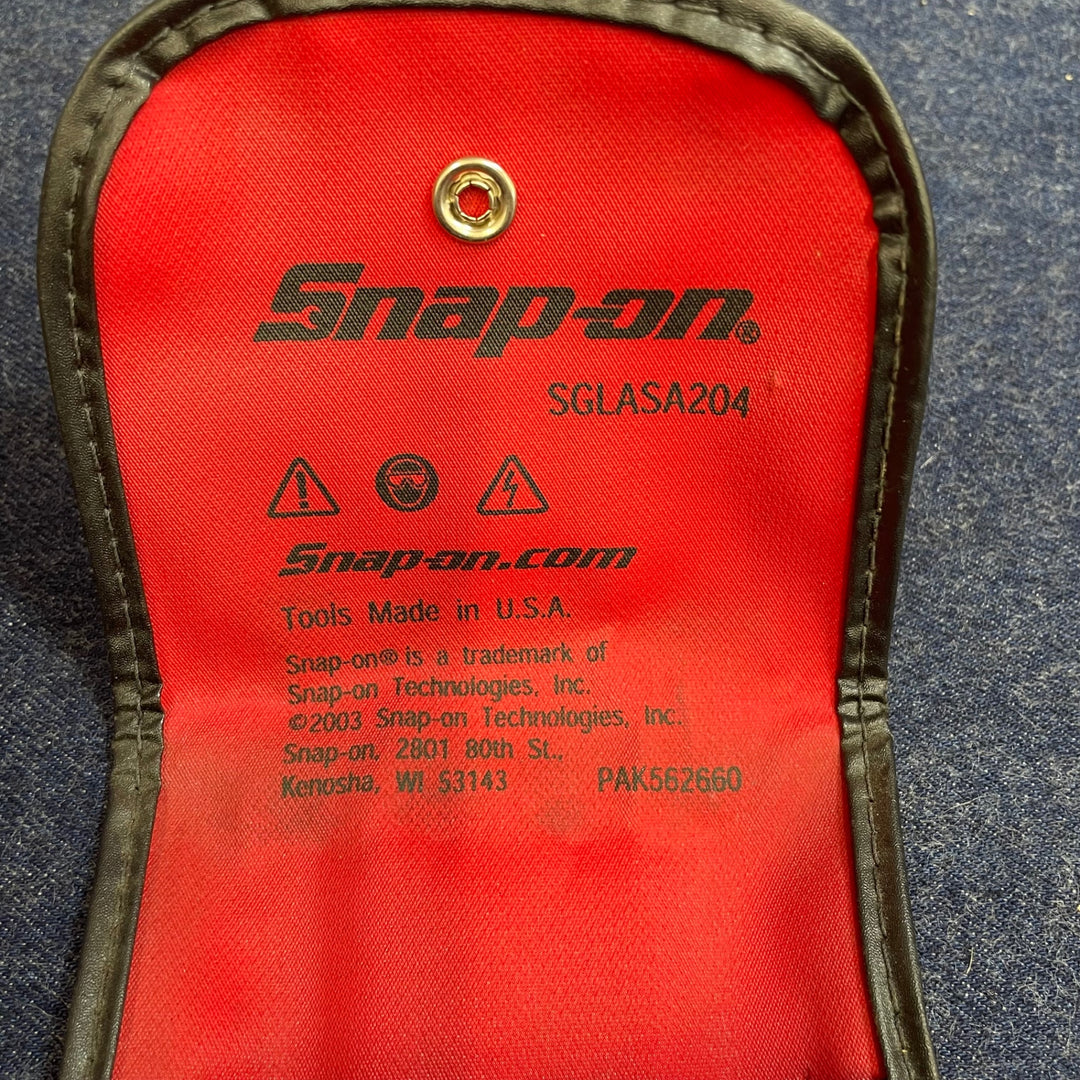 Snap-on®
SGLASA204
Snap-on.com
Tools Made in U.S.A.
Snap-on® is a trademark of
Snap-on Technologies, Inc.
©2003 Snap-on Technologies, Inc.
Snap-on, 2801 80th St.,
Kenosha, WI 53143 PAK562660